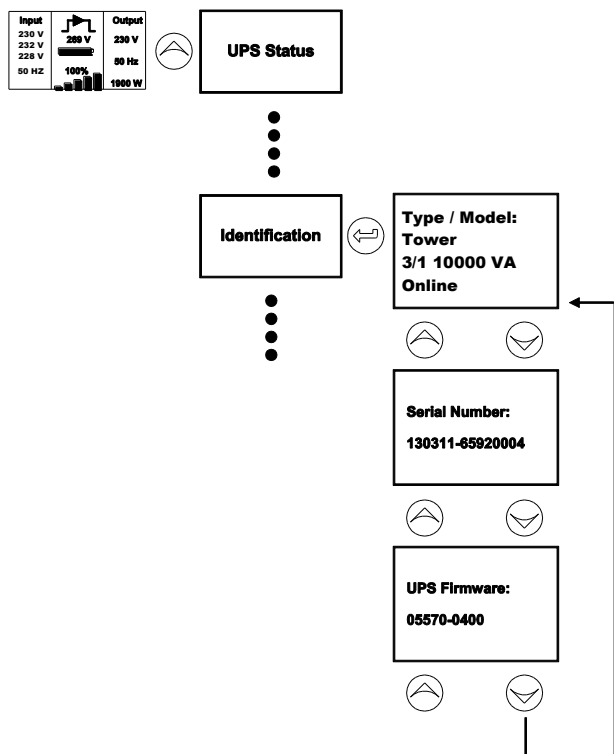 Input
230 V
232 V
228 V
50 HZ
269 V
100%
Output
230 V
50 Hz
1900 W
UPS Status
Identification
Type / Model:
Tower
3/1 10000 VA
Online
Serial Number:
130311-65920004
UPS Firmware:
05570-0400